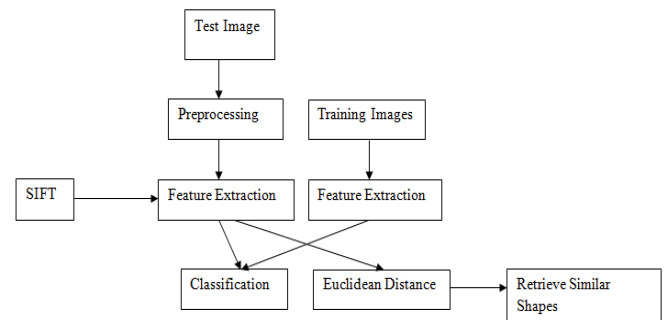 Test Image
Preprocessing
Training Images
SIFT
Feature Extraction
Feature Extraction
Classification
Euclidean Distance
Retrieve Similar
Shapes